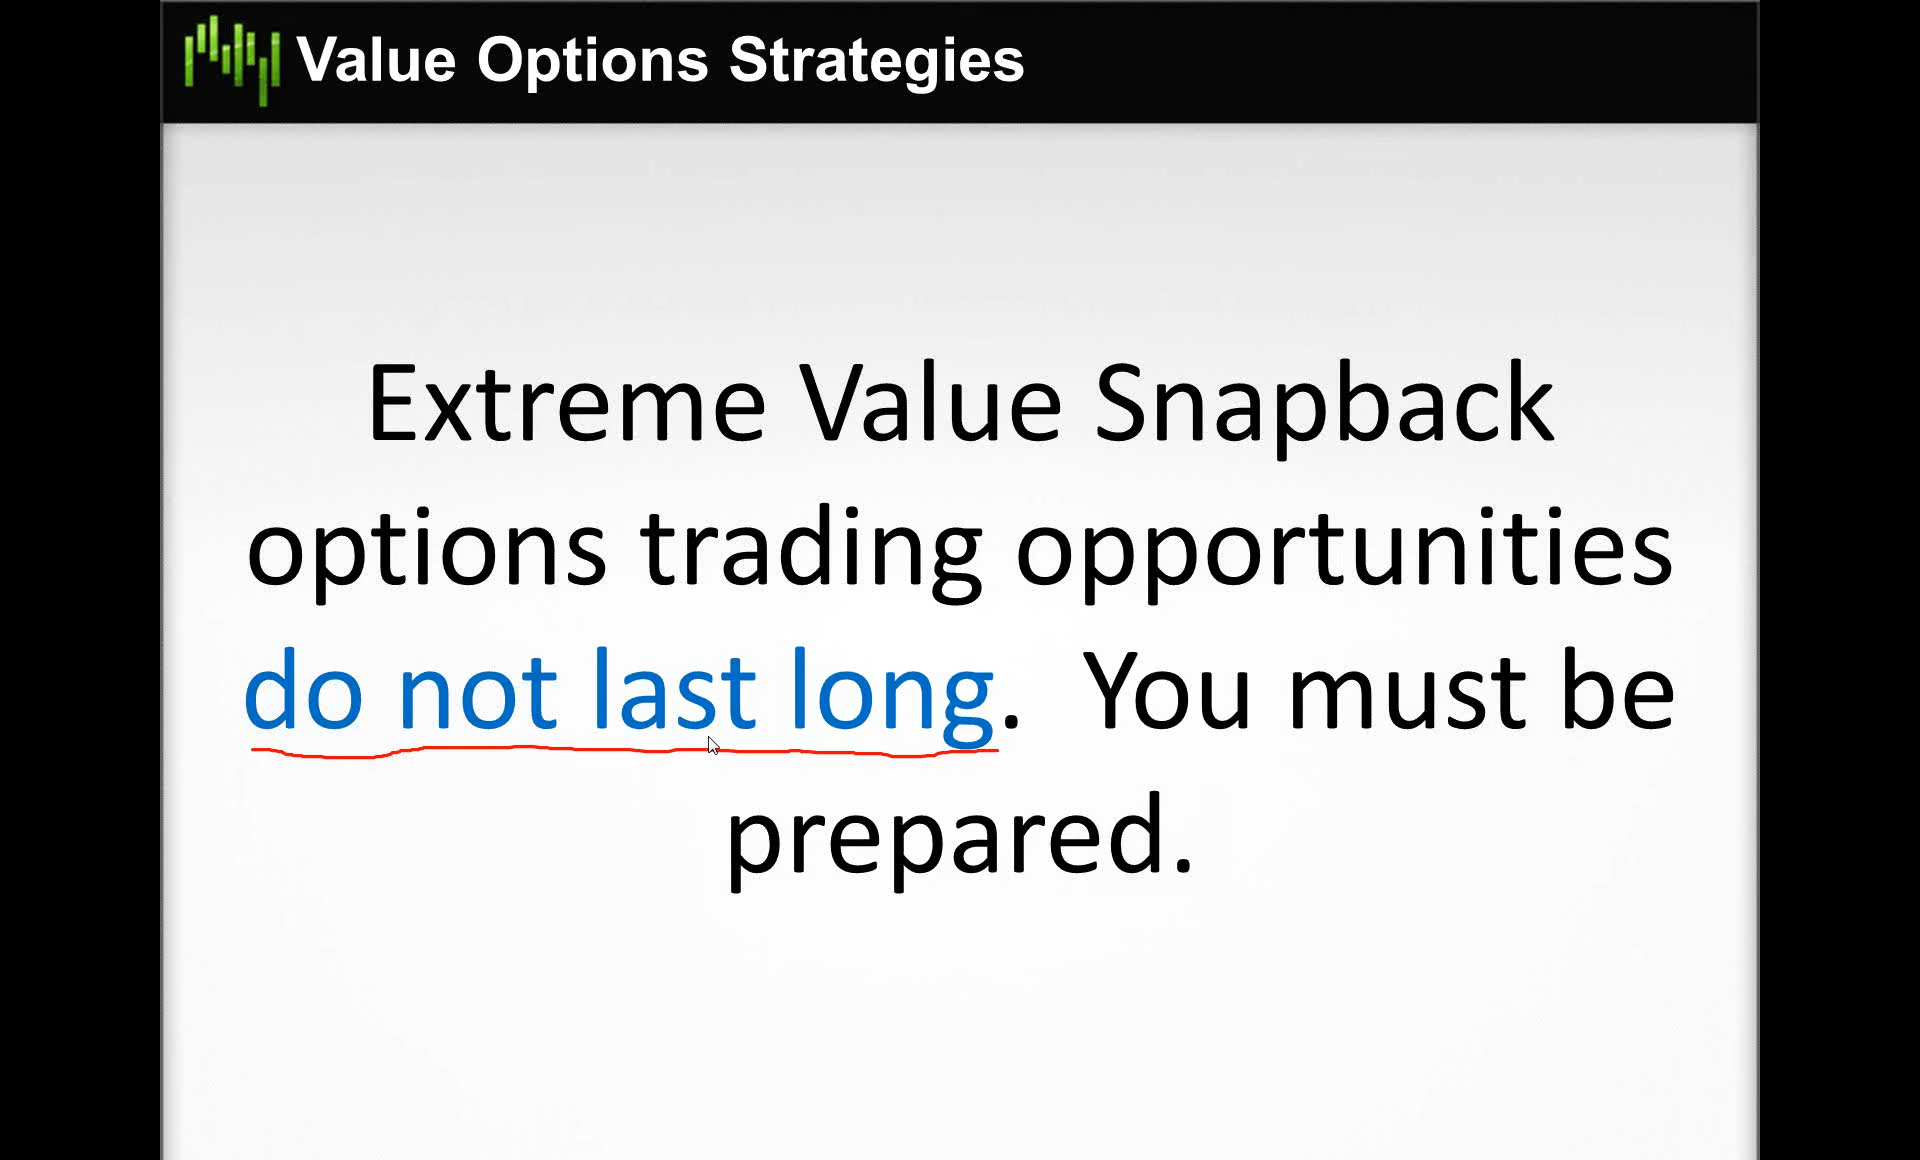 Value Options Strategies
Extreme Value Snapback
options trading opportunities
do not last long.  You must be
prepared.